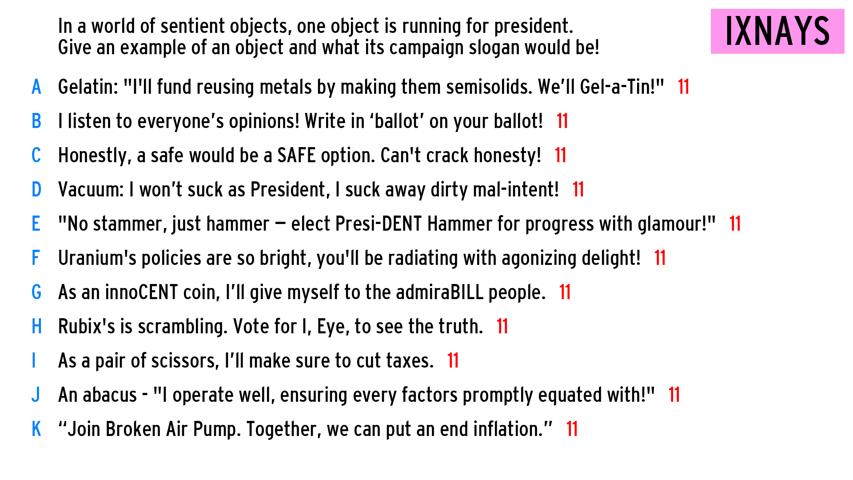 In a world of sentient objects, one object is running for president.
Give an example of an object and what its campaign slogan would be!
IXNAYS
A Gelatin: "I'll fund reusing metals by making them semisolids. We’ll Gel-a-Tin!" 11
B I listen to everyone’s opinions! Write in ‘ballot’ on your ballot! 11
C Honestly, a safe would be a SAFE option. Can't crack honesty! 11
D Vacuum: I won’t suck as President, I suck away dirty mal-intent! 11
E "No stammer, just hammer – elect Presi-DENT Hammer for progress with glamour!" 11
F Uranium's policies are so bright, you'll be radiating with agonizing delight! 11
G As an innoCENT coin, I’ll give myself to the admiraBILL people. 11
H Rubix's is scrambling. Vote for I, Eye, to see the truth. 11
I As a pair of scissors, I’ll make sure to cut taxes. 11
J An abacus - "I operate well, ensuring every factors promptly equated with!" 11
K “Join Broken Air Pump. Together, we can put an end inflation.” 11